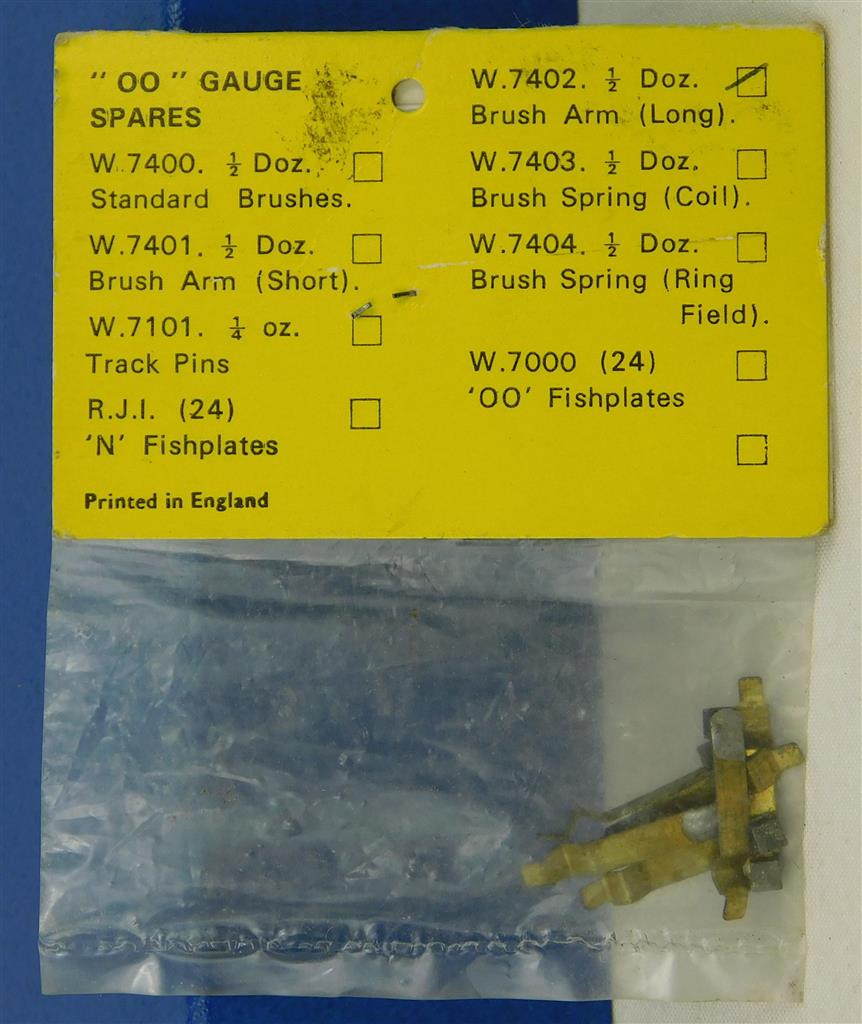 "OO" GAUGE
SPARES
W.7400. ½ Doz.
Standard Brushes.
W.7401. ½ Doz.
Brush Arm (Short).
W.7101. ¼ oz.
Track Pins
R.J.I. (24)
'N' Fishplates
Printed in England
W.7402. ½ Doz.
Brush Arm (Long).
W.7403. ½ Doz.
Brush Spring (Coil).
W.7404. ½ Doz.
Brush Spring (Ring
Field).
W.7000 (24)
'OO' Fishplates